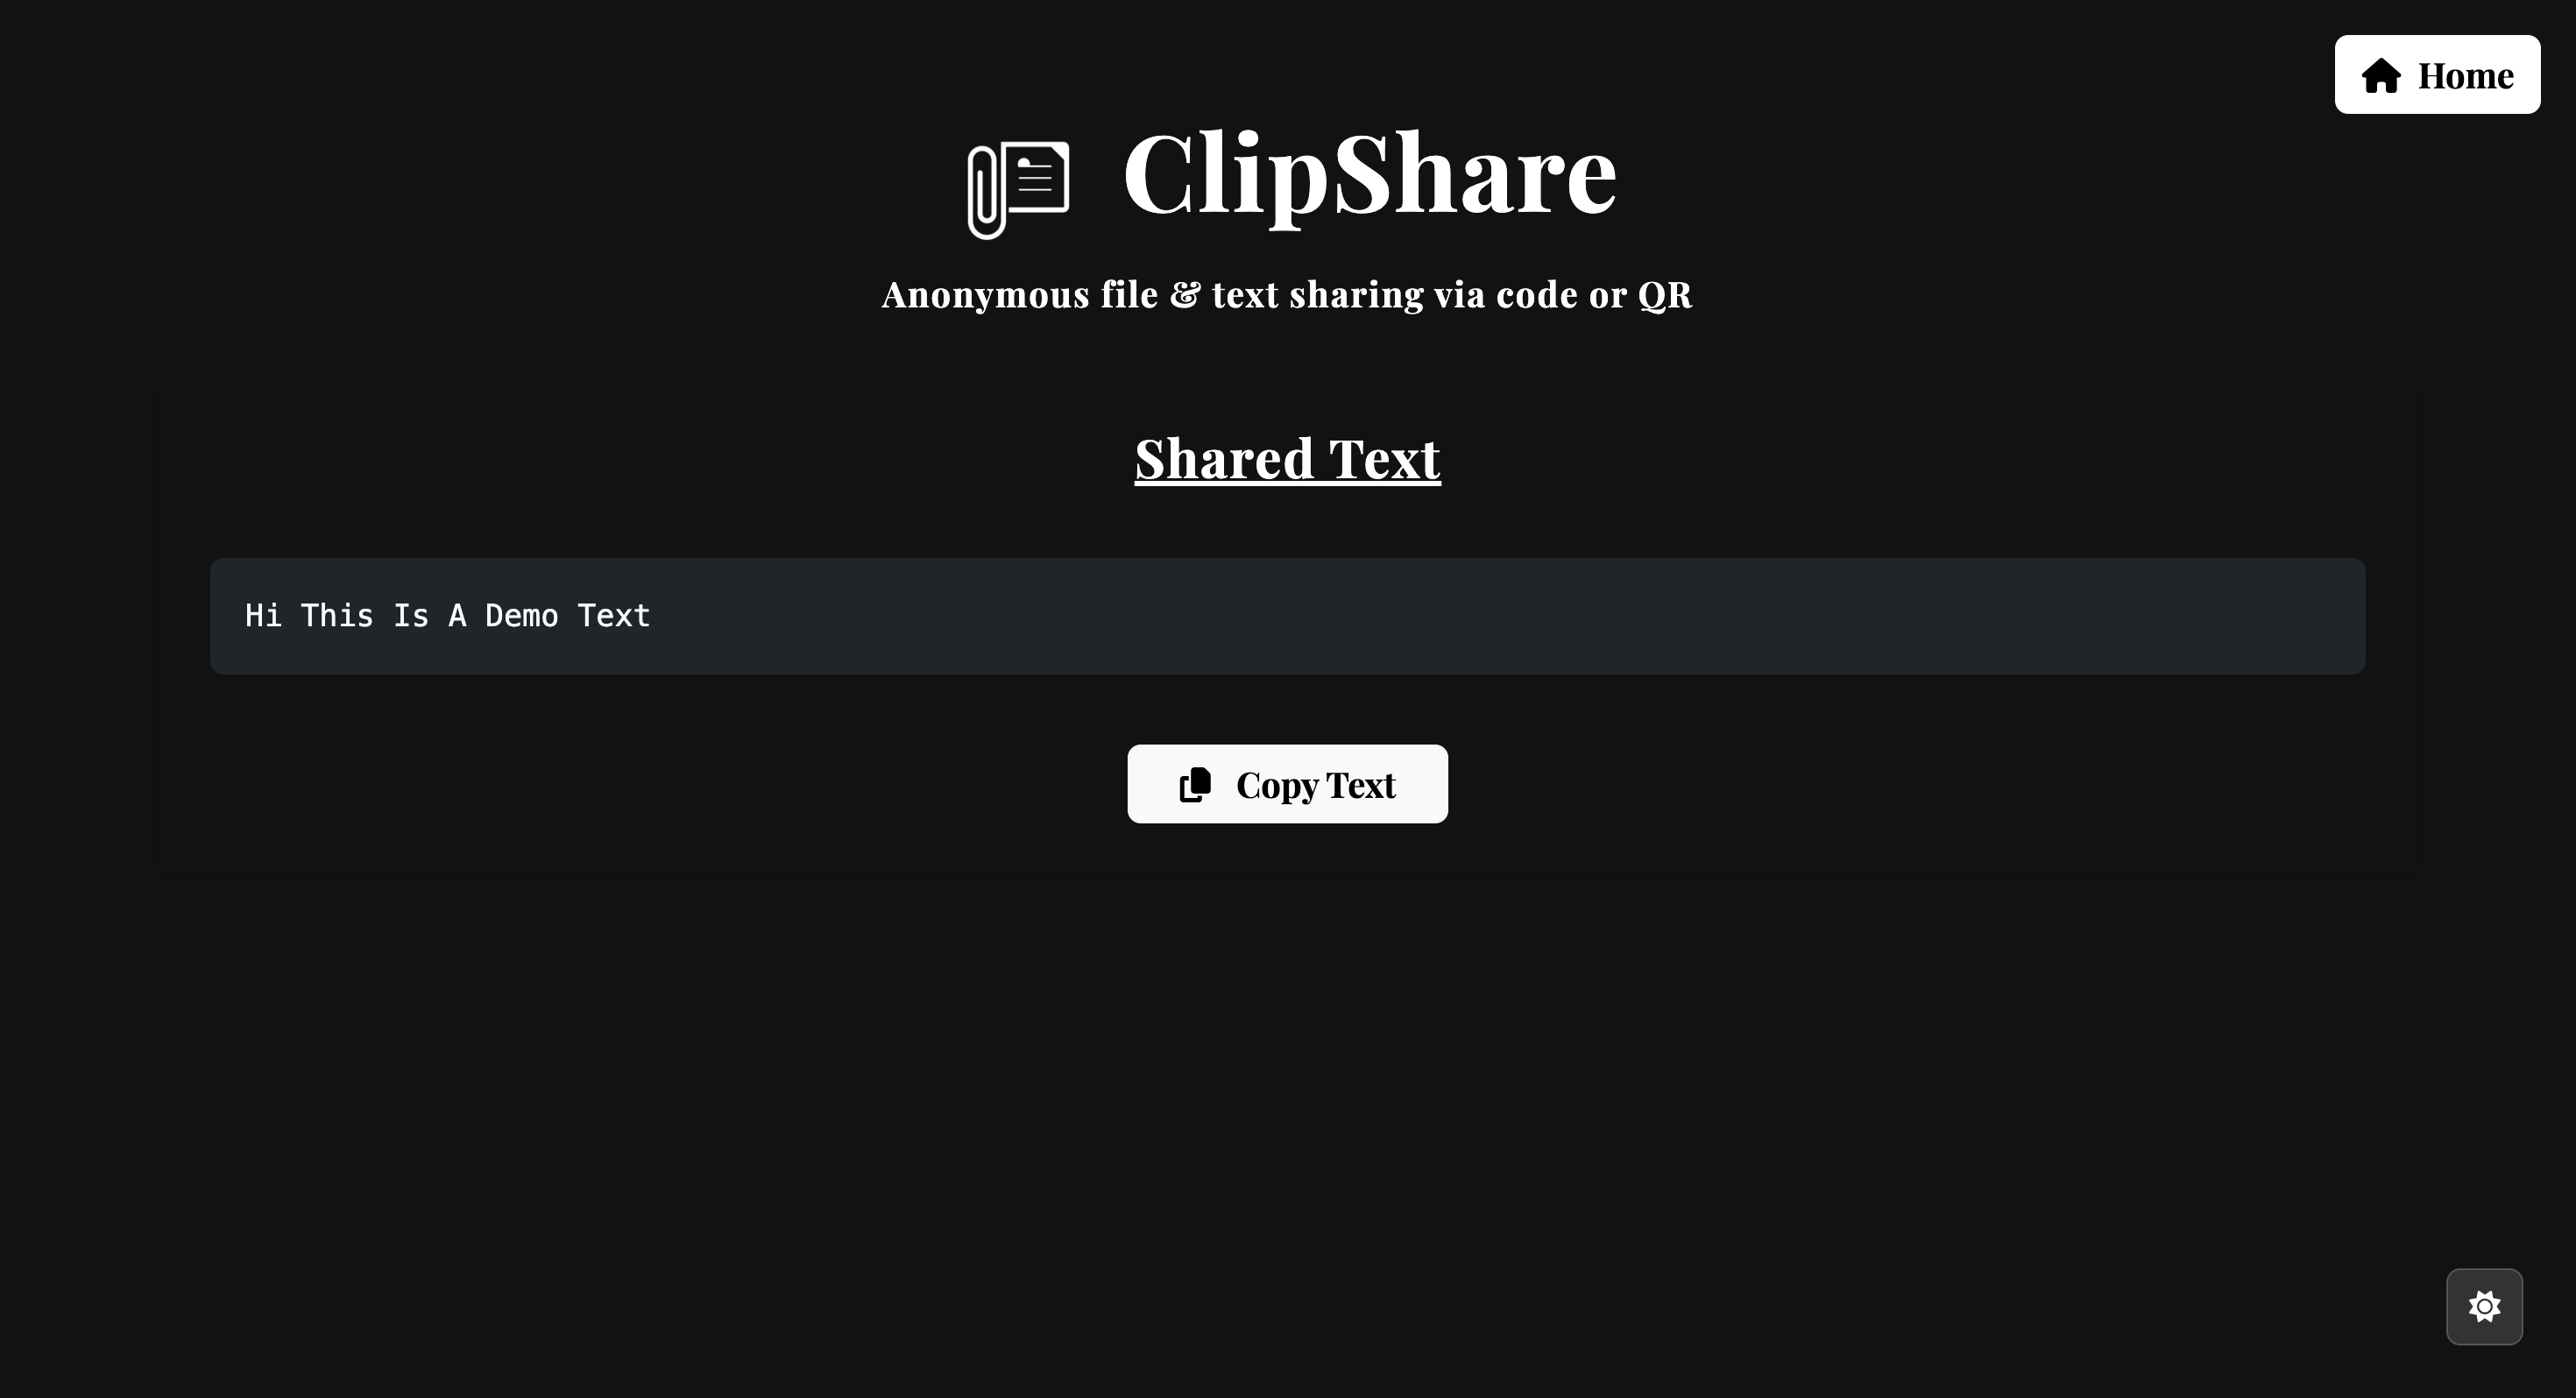 Home
ClipShare
Anonymous file & text sharing via code or QR
Shared Text
Hi This Is A Demo Text
Copy Text